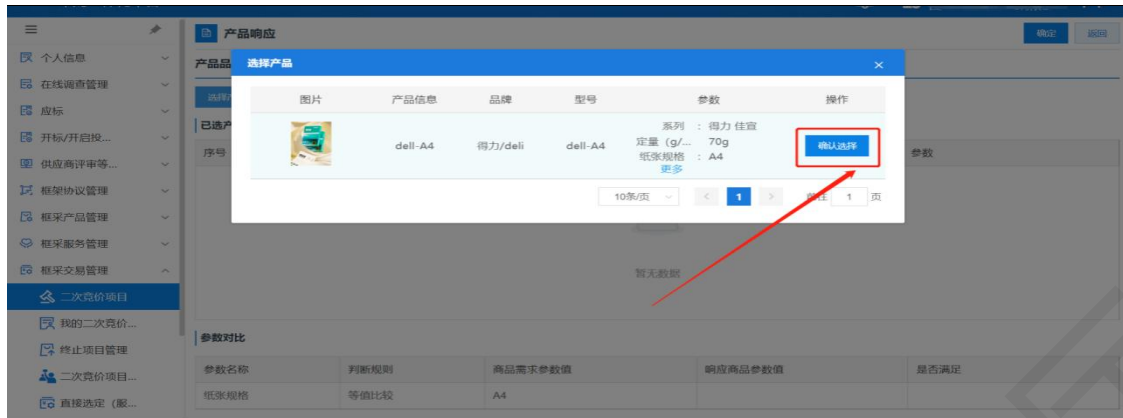 产品响应
确定
返回
个人信息
在线调查管理
应标
开标/开启投...
供应商评审等...
框架协议管理
框采产品管理
框采服务管理
框采交易管理
二次竞价项目
我的二次竞价...
终止项目管理
二次竞价项目...
直接选定（服...
产品品
选择产
已选产
序号
参数
选择产品
图片
产品信息
品牌
型号
参数
操作
dell-A4
得力/deli
dell-A4
系列 : 得力 佳宣
定量 (g/... 70g
纸张规格 : A4
更多
确认选择
10条/页
1
前往 1 页
暂无数据
参数对比
参数名称
判断规则
商品需求参数值
响应商品参数值
是否满足
纸张规格
等值比较
A4